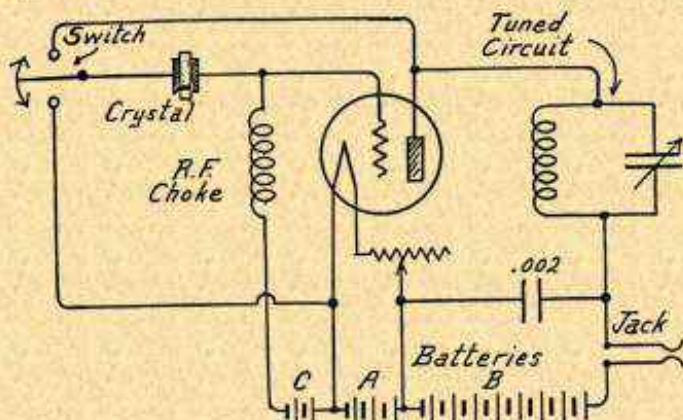 Switch
Tuned
Circuit
Crystal
R.F.
Choke
.002
Jack
Batteries
C
A
B